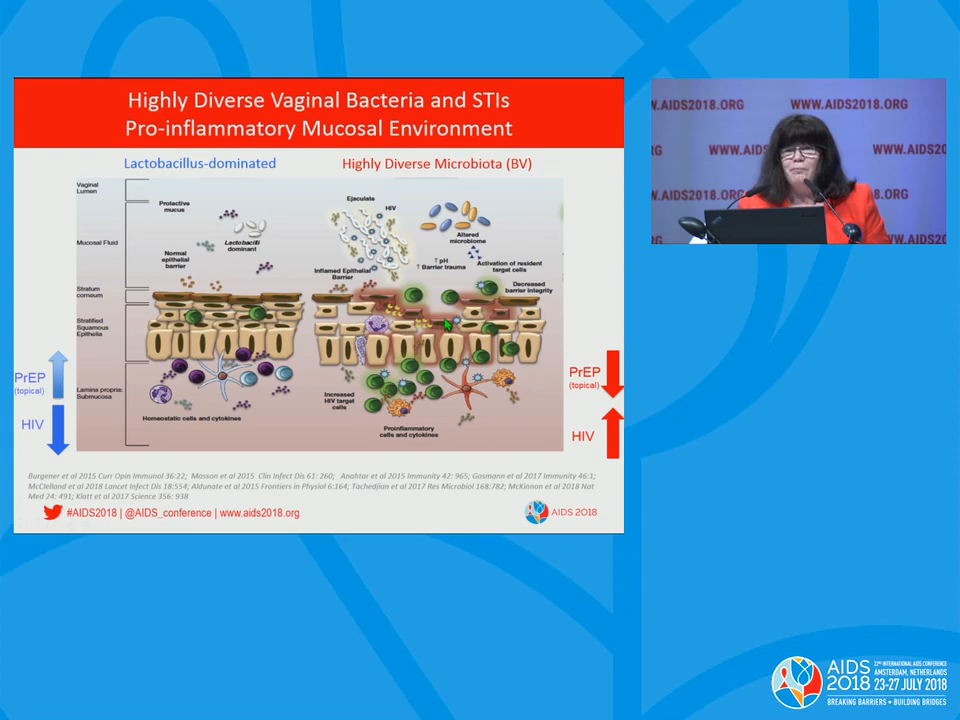 Highly Diverse Vaginal Bacteria and STIs
Pro-inflammatory Mucosal Environment
Lactobacillus-dominated
Highly Diverse Microbiota (BV)
Vaginal
Lumen
Mucosal Fluid
Stratum
corneum
Stratified
Squamous
Epithelia
Lamina propria:
Submucosa
Protective
mucus
Lactobacilli
dominant
Normal
epithelial
barrier
Homeostatic cells and cytokines
Ejaculate
HIV
Altered
microbiome
↑ pH
↑ Barrier trauma
Activation of resident
target cells
Inflamed Epithelial
Barrier
Decreased
barrier integrity
Increased
HIV target
cells
Proinflammatory
cells and cytokines
PrEP
(topical)
HIV
PrEP
(topical)
HIV
Burgener et al 2015 Curr Opin Immunol 36:22; Masson et al 2015 Clin Infect Dis 61: 260; Anahtar et al 2015 Immunity 42: 965; Gosmann et al 2017 Immunity 46:1;
McClelland et al 2018 Lancet Infect Dis 18:554; Aldunate et al 2015 Frontiers in Physiol 6:164; Tachedjian et al 2017 Res Microbiol 168:782; McKinnon et al 2018 Nat
Med 24: 491; Klatt et al 2017 Science 356: 938
#AIDS2018 | @AIDS_conference | www.aids2018.org
AIDS 2018
W.AIDS2018.ORG
WWW.AIDS2018.ORG
RG
WWW.AIDS
WWW.AIDS20
.AIDS2018.ORG
8.ORG
WW.AIDS20
AIDS
2018
22ND INTERNATIONAL AIDS CONFERENCE
AMSTERDAM, NETHERLANDS
23-27 JULY 2018
BREAKING BARRIERS • BUILDING BRIDGES